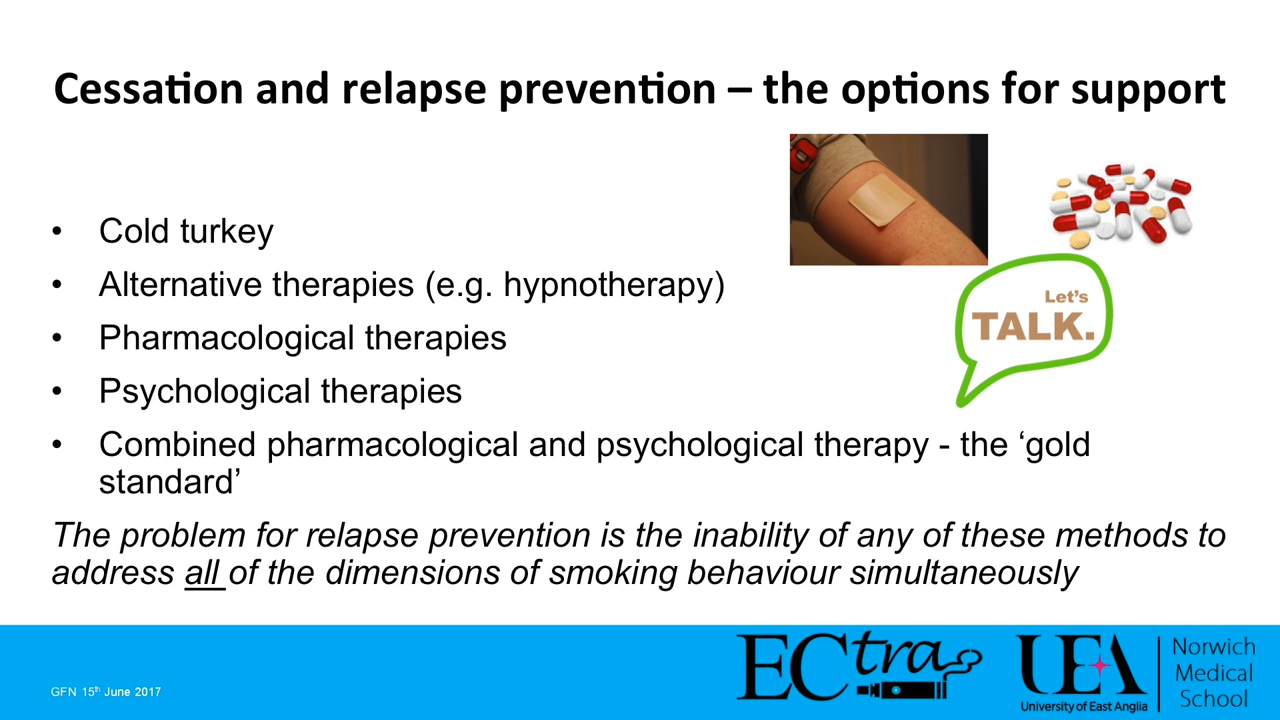 Cessation and relapse prevention – the options for support
• Cold turkey
• Alternative therapies (e.g. hypnotherapy)
• Pharmacological therapies
• Psychological therapies
• Combined pharmacological and psychological therapy - the ‘gold
standard’
The problem for relapse prevention is the inability of any of these methods to
address all of the dimensions of smoking behaviour simultaneously
Let's
TALK.
GFN 15th June 2017
ECtra
UEA
University of East Anglia
Norwich
Medical
School